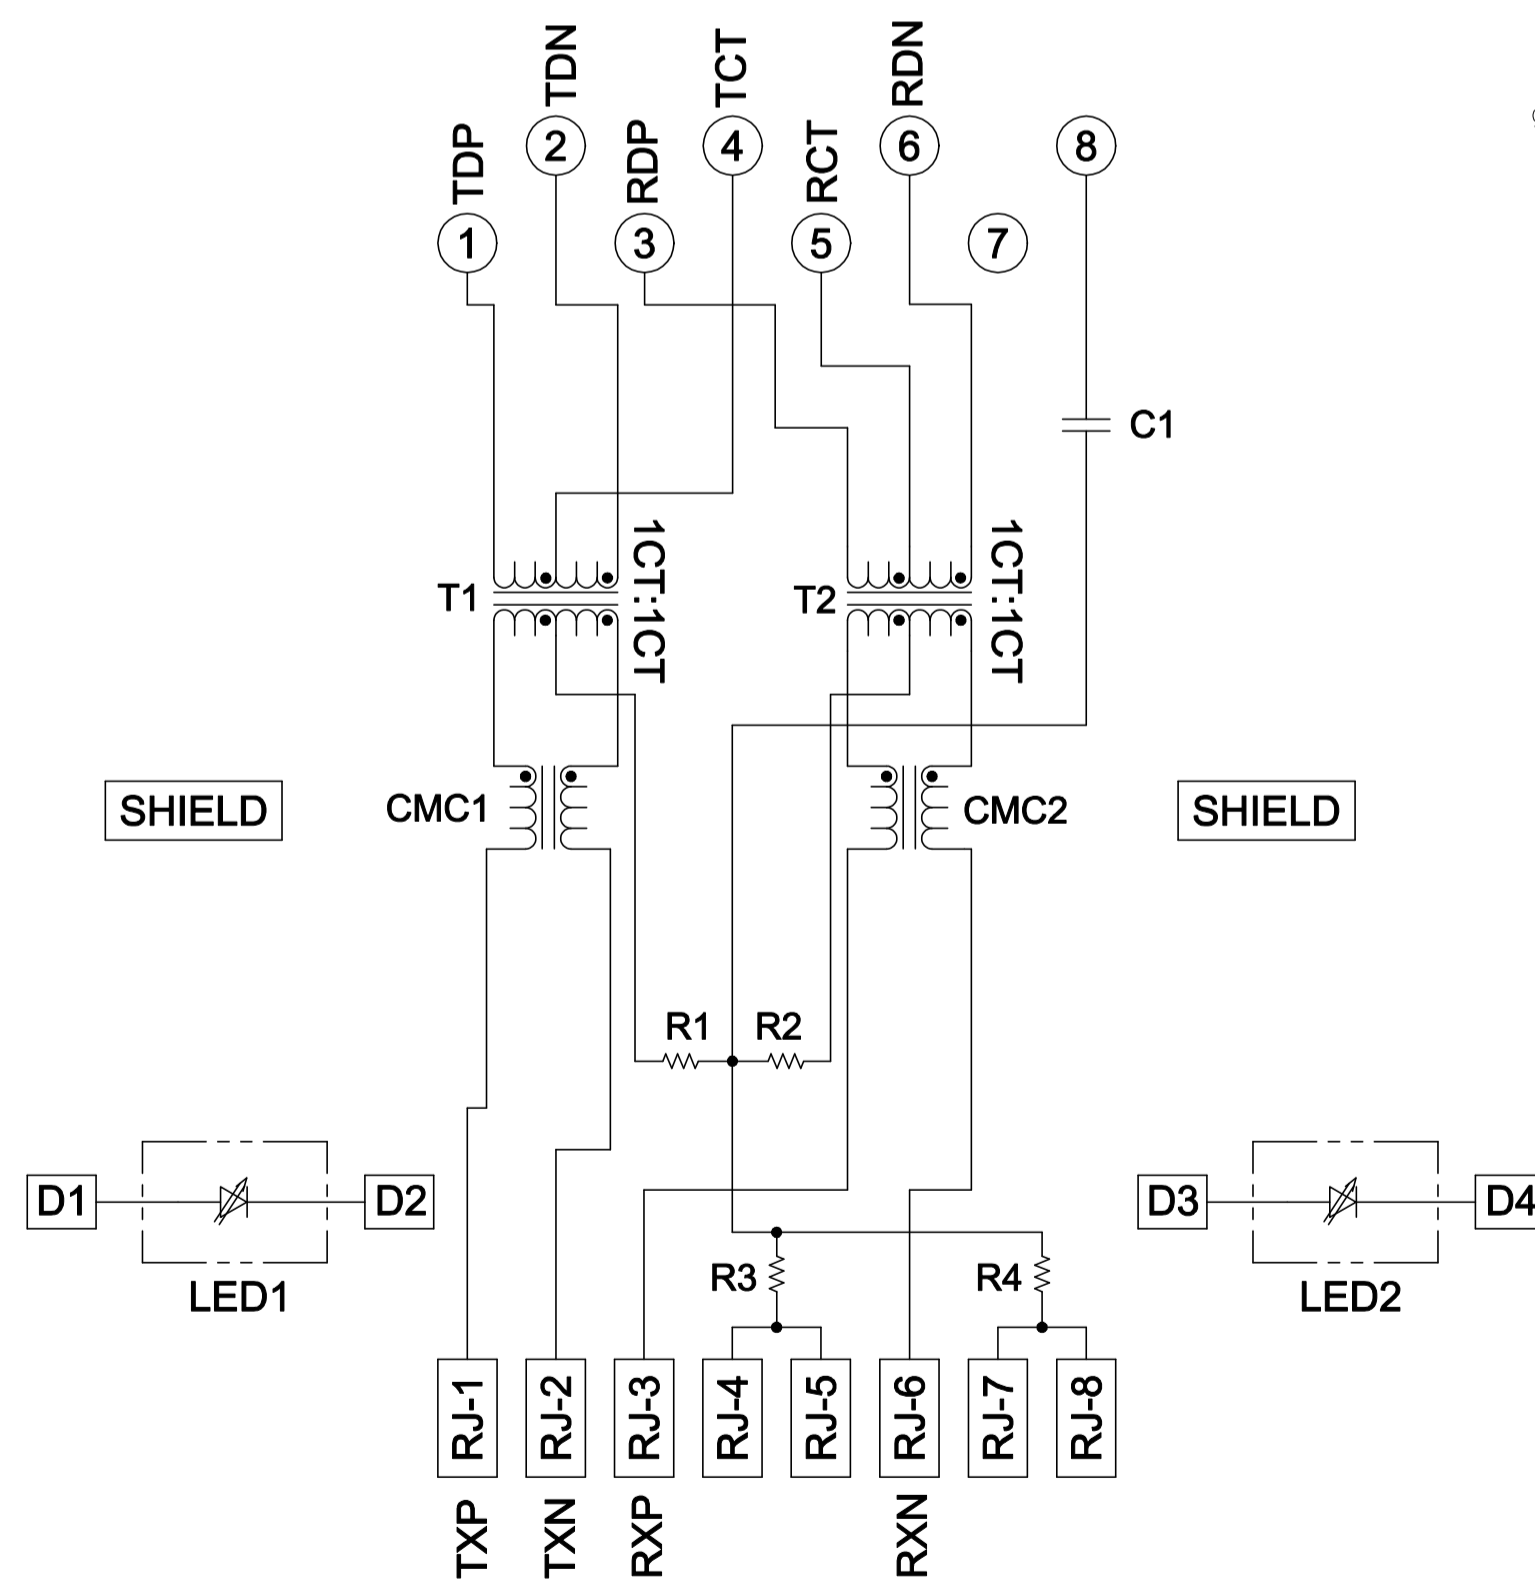 TDP
TDN
RDP
TCT
RCT
RDN
1
2
3
4
5
6
7
8
C1
T1
1CT:1CT
T2
1CT:1CT
SHIELD
CMC1
CMC2
SHIELD
R1
R2
D1
D2
LED1
D3
D4
LED2
R3
R4
RJ-1
RJ-2
RJ-3
RJ-4
RJ-5
RJ-6
RJ-7
RJ-8
TXP
TXN
RXP
RXN